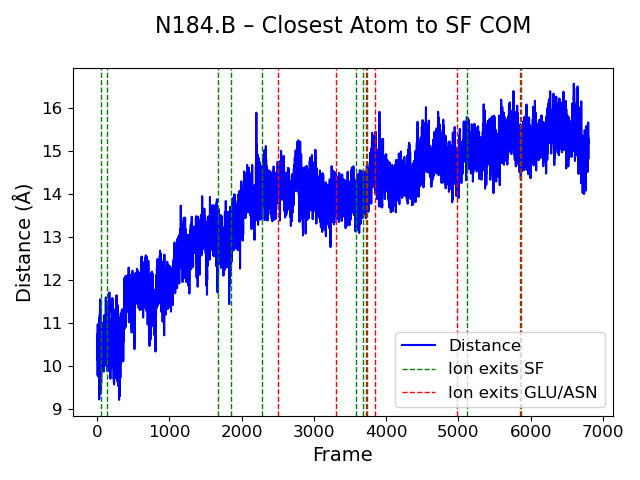 N184.B – Closest Atom to SF COM
Distance (Å)
16
15
14
13
12
11
10
9
Distance
Ion exits SF
Ion exits GLU/ASN
0 1000 2000 3000 4000 5000 6000 7000
Frame